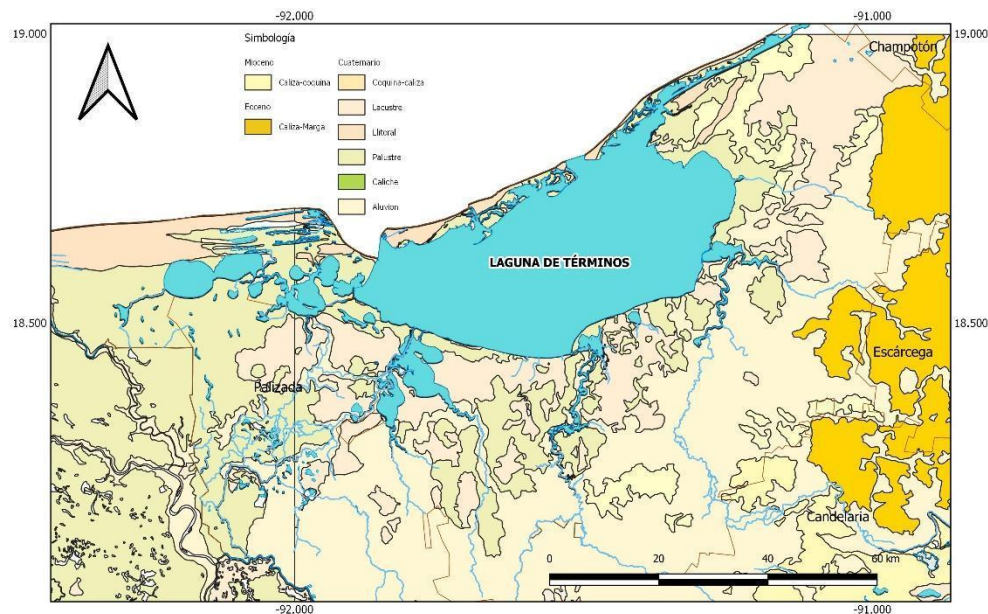 -92.000 -91.000
19.000 19.000
Simbología
Mioceno Cuaternario
Caliza-coquina Coquina-caliza
Eoceno Lacustre
Caliza-Marga Llitoral
Palustre
Caliche
Aluvion
Champotón
LAGUNA DE TÉRMINOS
18.500 18.500
Escárcega
Palizada
Candelaria
0 20 40 60 km
-92.000 -91.000